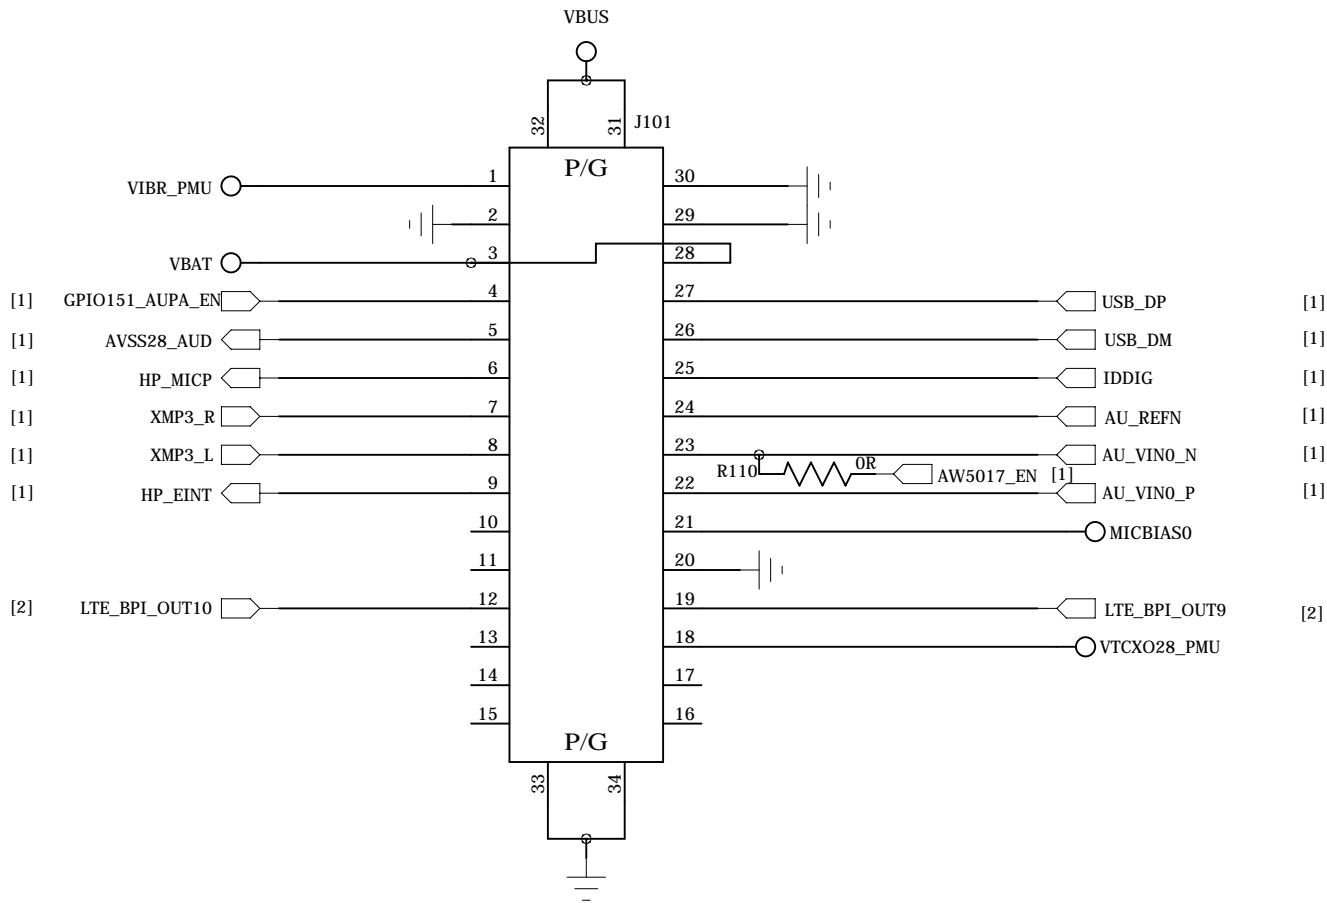 VBUS
32 31 J101
P/G
VIBR_PMU 1 30
2 29
VBAT 3 28
[1] GPIO151_AUPA_EN 4 27 USB_DP [1]
[1] AVSS28_AUD 5 26 USB_DM [1]
[1] HP_MICP 6 25 IDDIG [1]
[1] XMP3_R 7 24 AU_REFN [1]
[1] XMP3_L 8 23 AU_VIN0_N [1]
R110 0R AW5017_EN [1]
[1] HP_EINT 9 22 AU_VIN0_P [1]
10 21 MICBIAS0
11 20
[2] LTE_BPI_OUT10 12 19 LTE_BPI_OUT9 [2]
13 18 VTCXO28_PMU
14 17
15 16
P/G
33 34